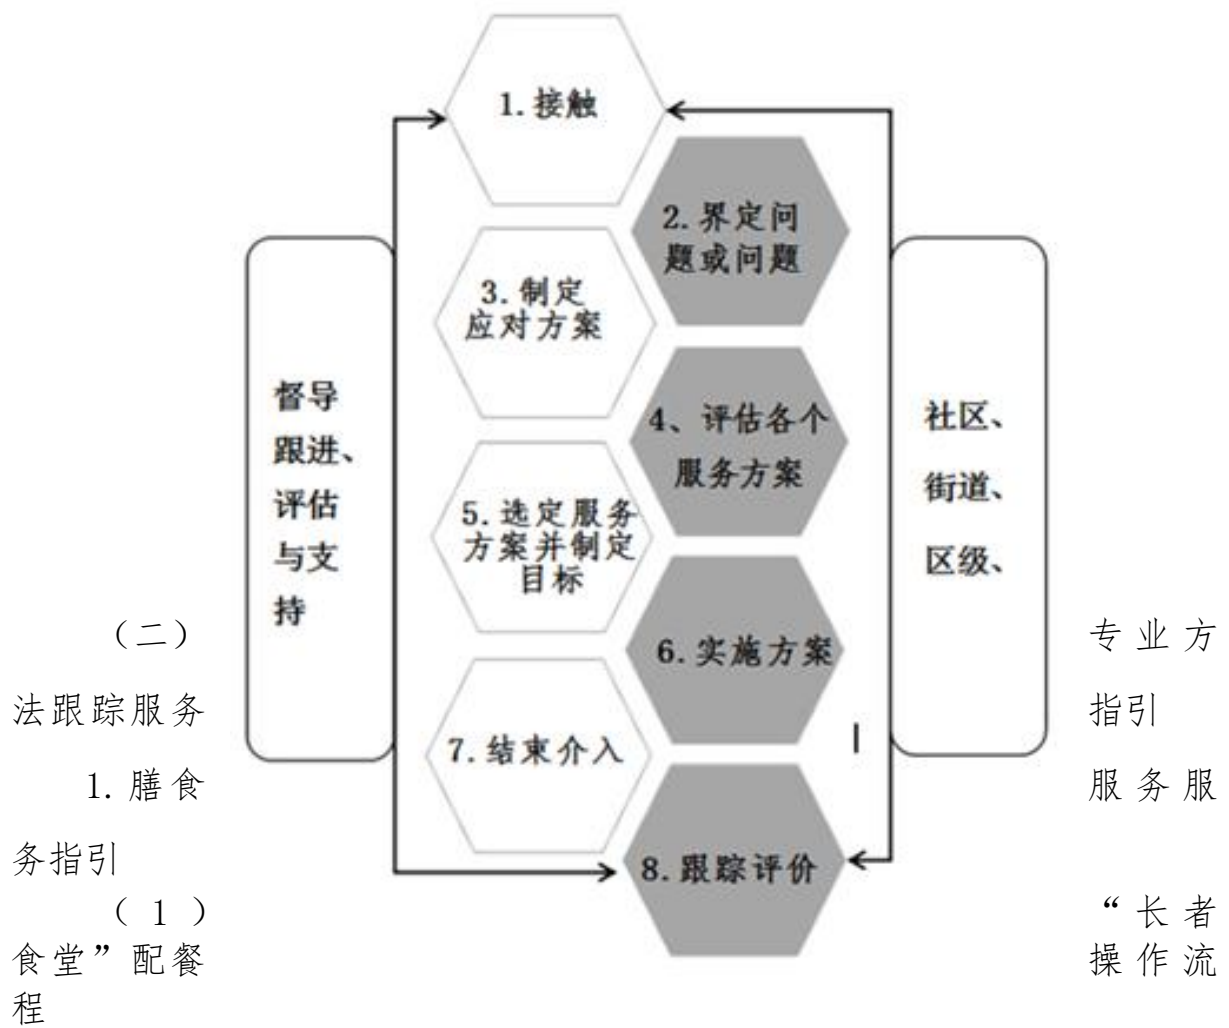 1.接触
2.界定问
题或问题
3.制定
应对方案
4、评估各个
服务方案
5.选定服务
方案并制定
目标
6.实施方案
7.结束介入
8.跟踪评价
督导
跟进、
评估
与支
持
社区、
街道、
区级、
（二）专业方
法跟踪服务指引
1.膳食服务服
务指引
（1）“长者
食堂”配餐操作流
程